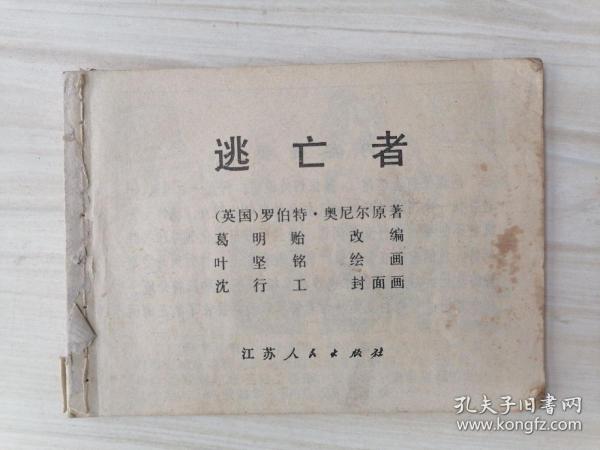 逃亡者
(英国)罗伯特·奥尼尔原著
葛明贻 改编
叶坚铭 绘画
沈行工 封面画
江苏人民出版社
孔夫子旧书网
www.kongfz.com